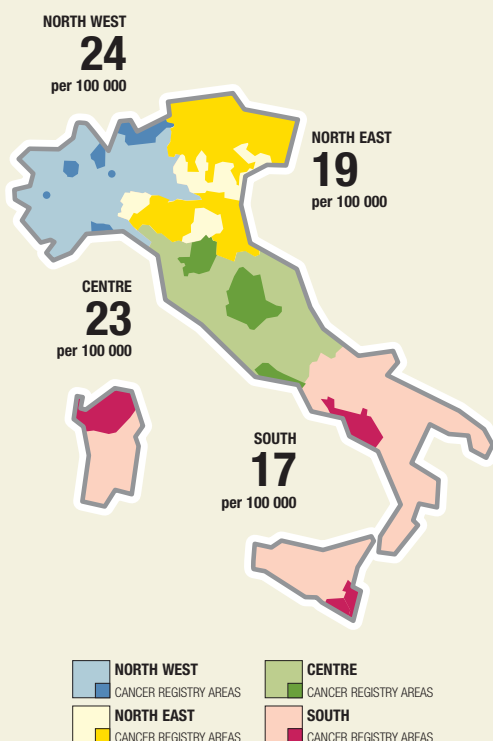 NORTH WEST
24
per 100 000
NORTH EAST
19
per 100 000
CENTRE
23
per 100 000
SOUTH
17
per 100 000
NORTH WEST
CANCER REGISTRY AREAS
CENTRE
CANCER REGISTRY AREAS
NORTH EAST
CANCER REGISTRY AREAS
SOUTH
CANCER REGISTRY AREAS